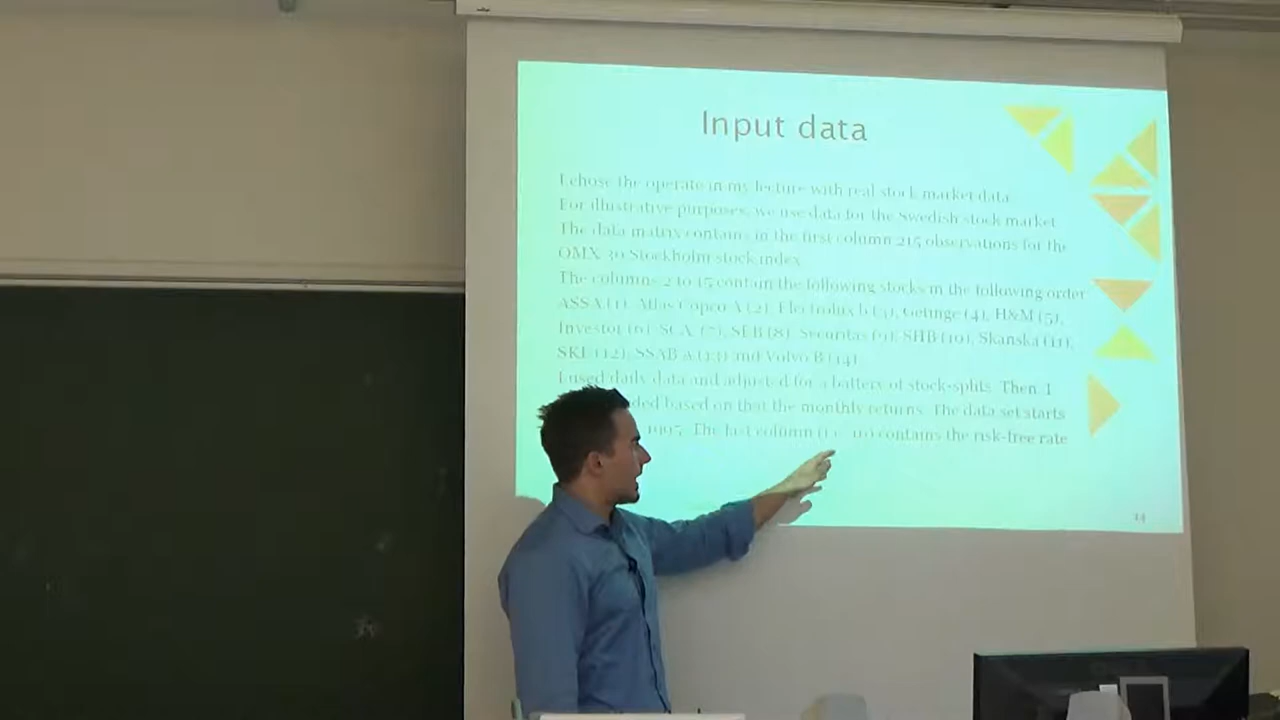 Input data
I chose the operate in my lecture with real stock market data.
For illustrative purposes, we use data for the Swedish stock market.
The data matrix contains in the first column 215 observations for the
OMX 30 Stockholm stock index
The columns 2 to 15 contain the following stocks in the following order
ASSA (1), Atlas Copco A (2), Electrolux b (3), Getinge (4), H&M (5),
Investor (6), SCA (7), SEB (8), Securitas (9), SHB (10), Skanska (11),
SKF (12), SSAB A (13) and Volvo B (14).
I used daily data and adjusted for a battery of stock-splits. Then, I
based on that the monthly returns. The data set starts
1995. The last column contains the risk-free rate
14